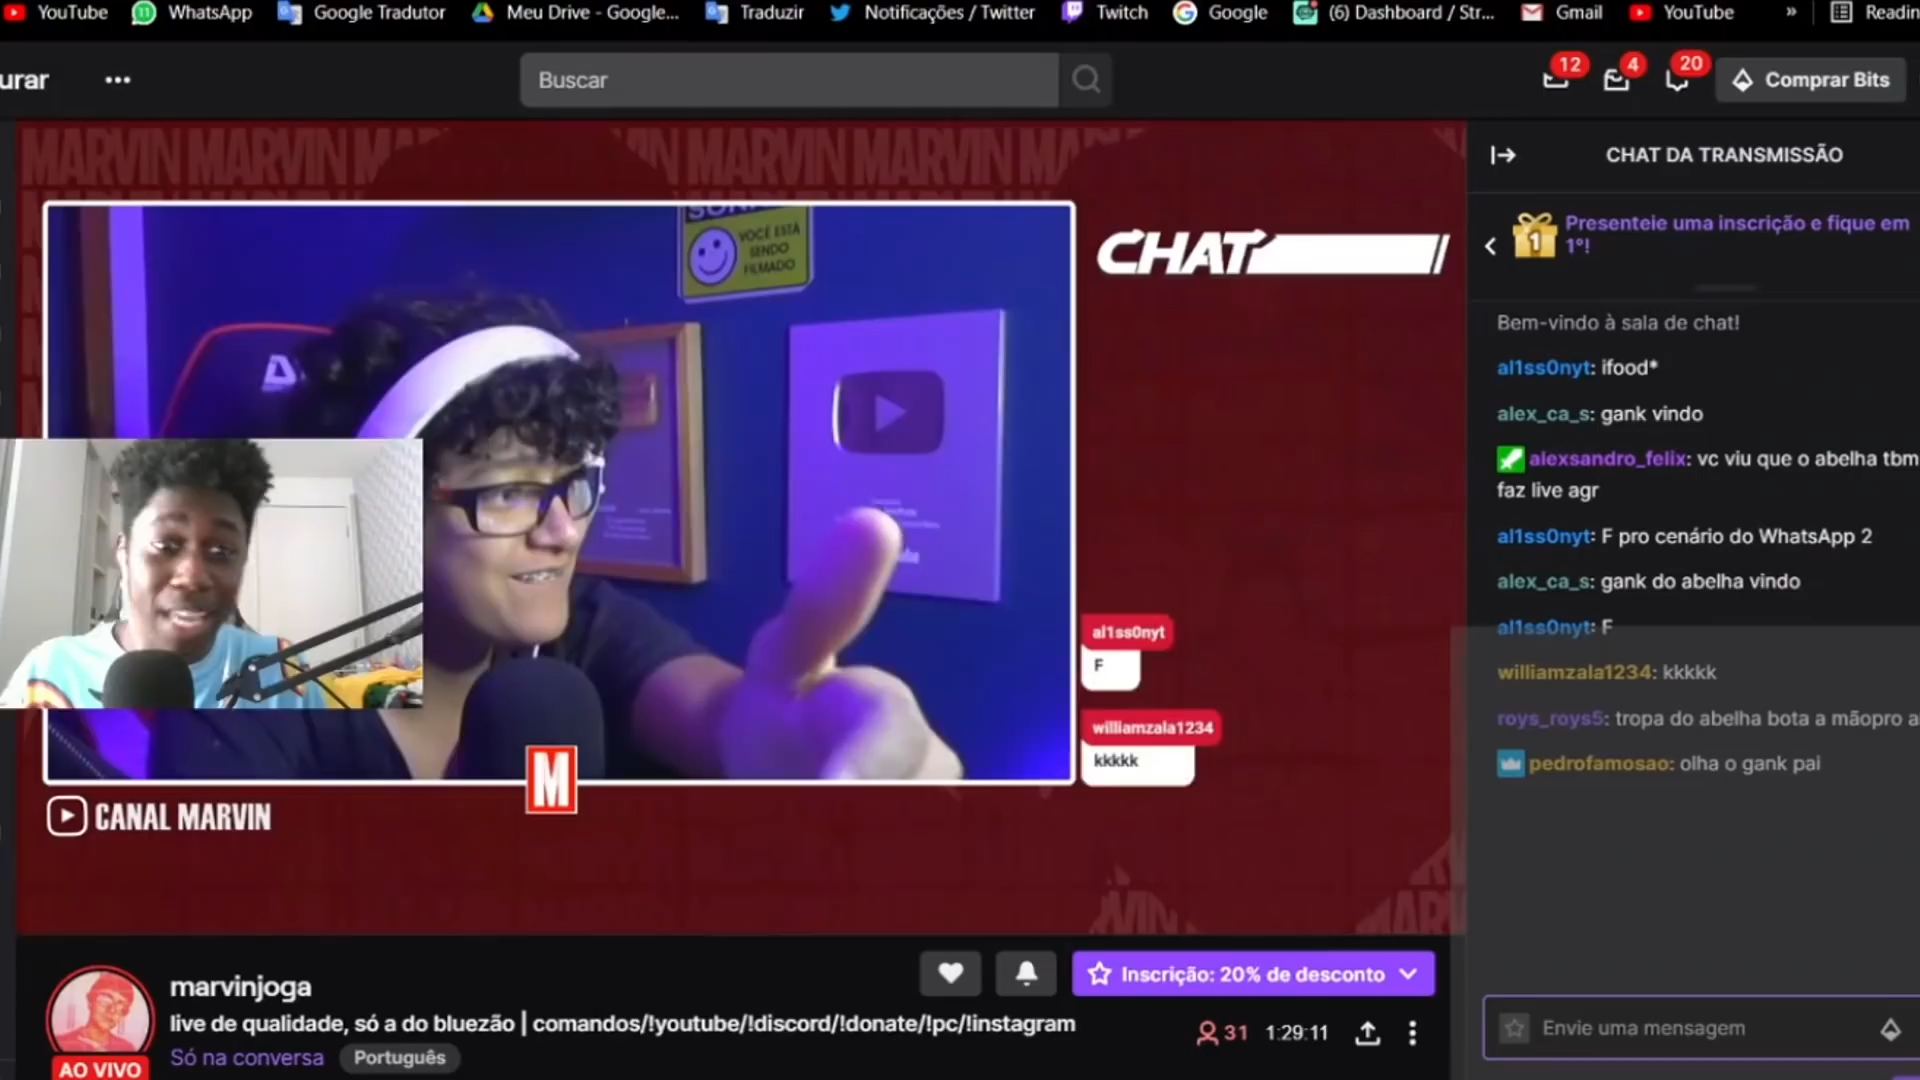 YouTube WhatsApp Google Tradutor Meu Drive - Google... Traduzir Notificações / Twitter Twitch Google (6) Dashboard / Str... Gmail YouTube » Readin
11
urar ••• Buscar 12 4 20 Comprar Bits
MARVIN MARVIN MARVIN MARVIN
CHAT
VOCÊ ESTÁ
SENDO
FILMADO
al1ss0nyt
F
williamzala1234
kkkkk
M
CANAL MARVIN
marvinjoga
Inscrição: 20% de desconto
live de qualidade, só a do bluezão | comandos/!youtube/!discord/!donate/!pc/!instagram
31 1:29:11
Só na conversa Português
AO VIVO
CHAT DA TRANSMISSÃO
1
Presenteie uma inscrição e fique em
1º!
Bem-vindo à sala de chat!
al1ss0nyt: ifood*
alex_ca_s: gank vindo
alexsandro_felix: vc viu que o abelha tbm
faz live agr
al1ss0nyt: F pro cenário do WhatsApp 2
alex_ca_s: gank do abelha vindo
al1ss0nyt: F
williamzala1234: kkkkk
roys_roys5: tropa do abelha bota a mãopro a
pedrofamosao: olha o gank pai
Envie uma mensagem